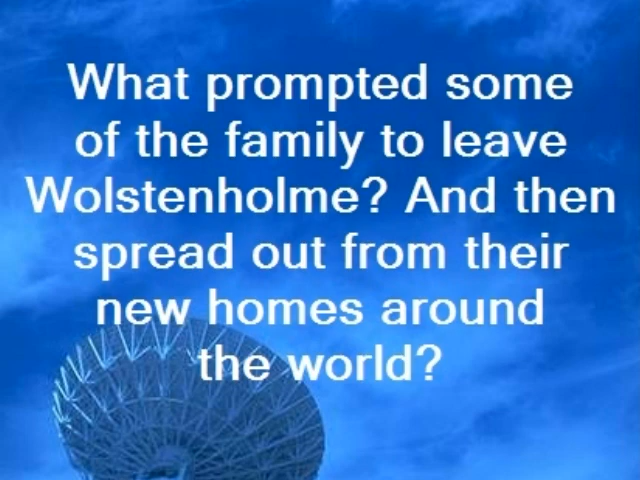 What prompted some
of the family to leave
Wolstenholme? And then
spread out from their
new homes around
the world?